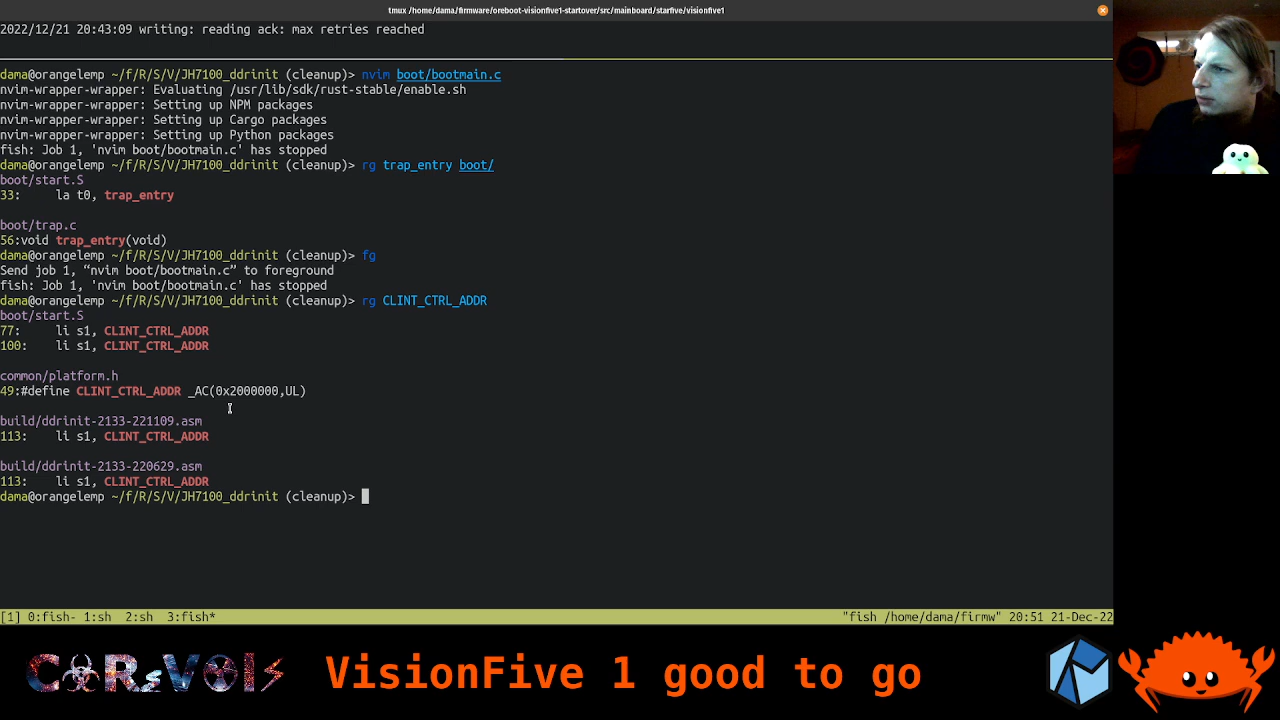 tmux /home/dama/firmware/oreboot-visionfive1-startover/src/mainboard/starfive/visionfive1
2022/12/21 20:43:09 writing: reading ack: max retries reached
dama@orangelemp ~/f/R/S/V/JH7100_ddrinit (cleanup)> nvim boot/bootmain.c
nvim-wrapper-wrapper: Evaluating /usr/lib/sdk/rust-stable/enable.sh
nvim-wrapper-wrapper: Setting up NPM packages
nvim-wrapper-wrapper: Setting up Cargo packages
nvim-wrapper-wrapper: Setting up Python packages
fish: Job 1, 'nvim boot/bootmain.c' has stopped
dama@orangelemp ~/f/R/S/V/JH7100_ddrinit (cleanup)> rg trap_entry boot/
boot/start.S
33:    la t0, trap_entry
boot/trap.c
56:void trap_entry(void)
dama@orangelemp ~/f/R/S/V/JH7100_ddrinit (cleanup)> fg
Send job 1, “nvim boot/bootmain.c” to foreground
fish: Job 1, 'nvim boot/bootmain.c' has stopped
dama@orangelemp ~/f/R/S/V/JH7100_ddrinit (cleanup)> rg CLINT_CTRL_ADDR
boot/start.S
77:    li s1, CLINT_CTRL_ADDR
100:    li s1, CLINT_CTRL_ADDR
common/platform.h
49:#define CLINT_CTRL_ADDR _AC(0x2000000,UL)
build/ddrinit-2133-221109.asm
113:    li s1, CLINT_CTRL_ADDR
build/ddrinit-2133-220629.asm
113:    li s1, CLINT_CTRL_ADDR
dama@orangelemp ~/f/R/S/V/JH7100_ddrinit (cleanup)>
[1] 0:fish- 1:sh  2:sh  3:fish* "fish /home/dama/firmw" 20:51 21-Dec-22
VisionFive 1 good to go